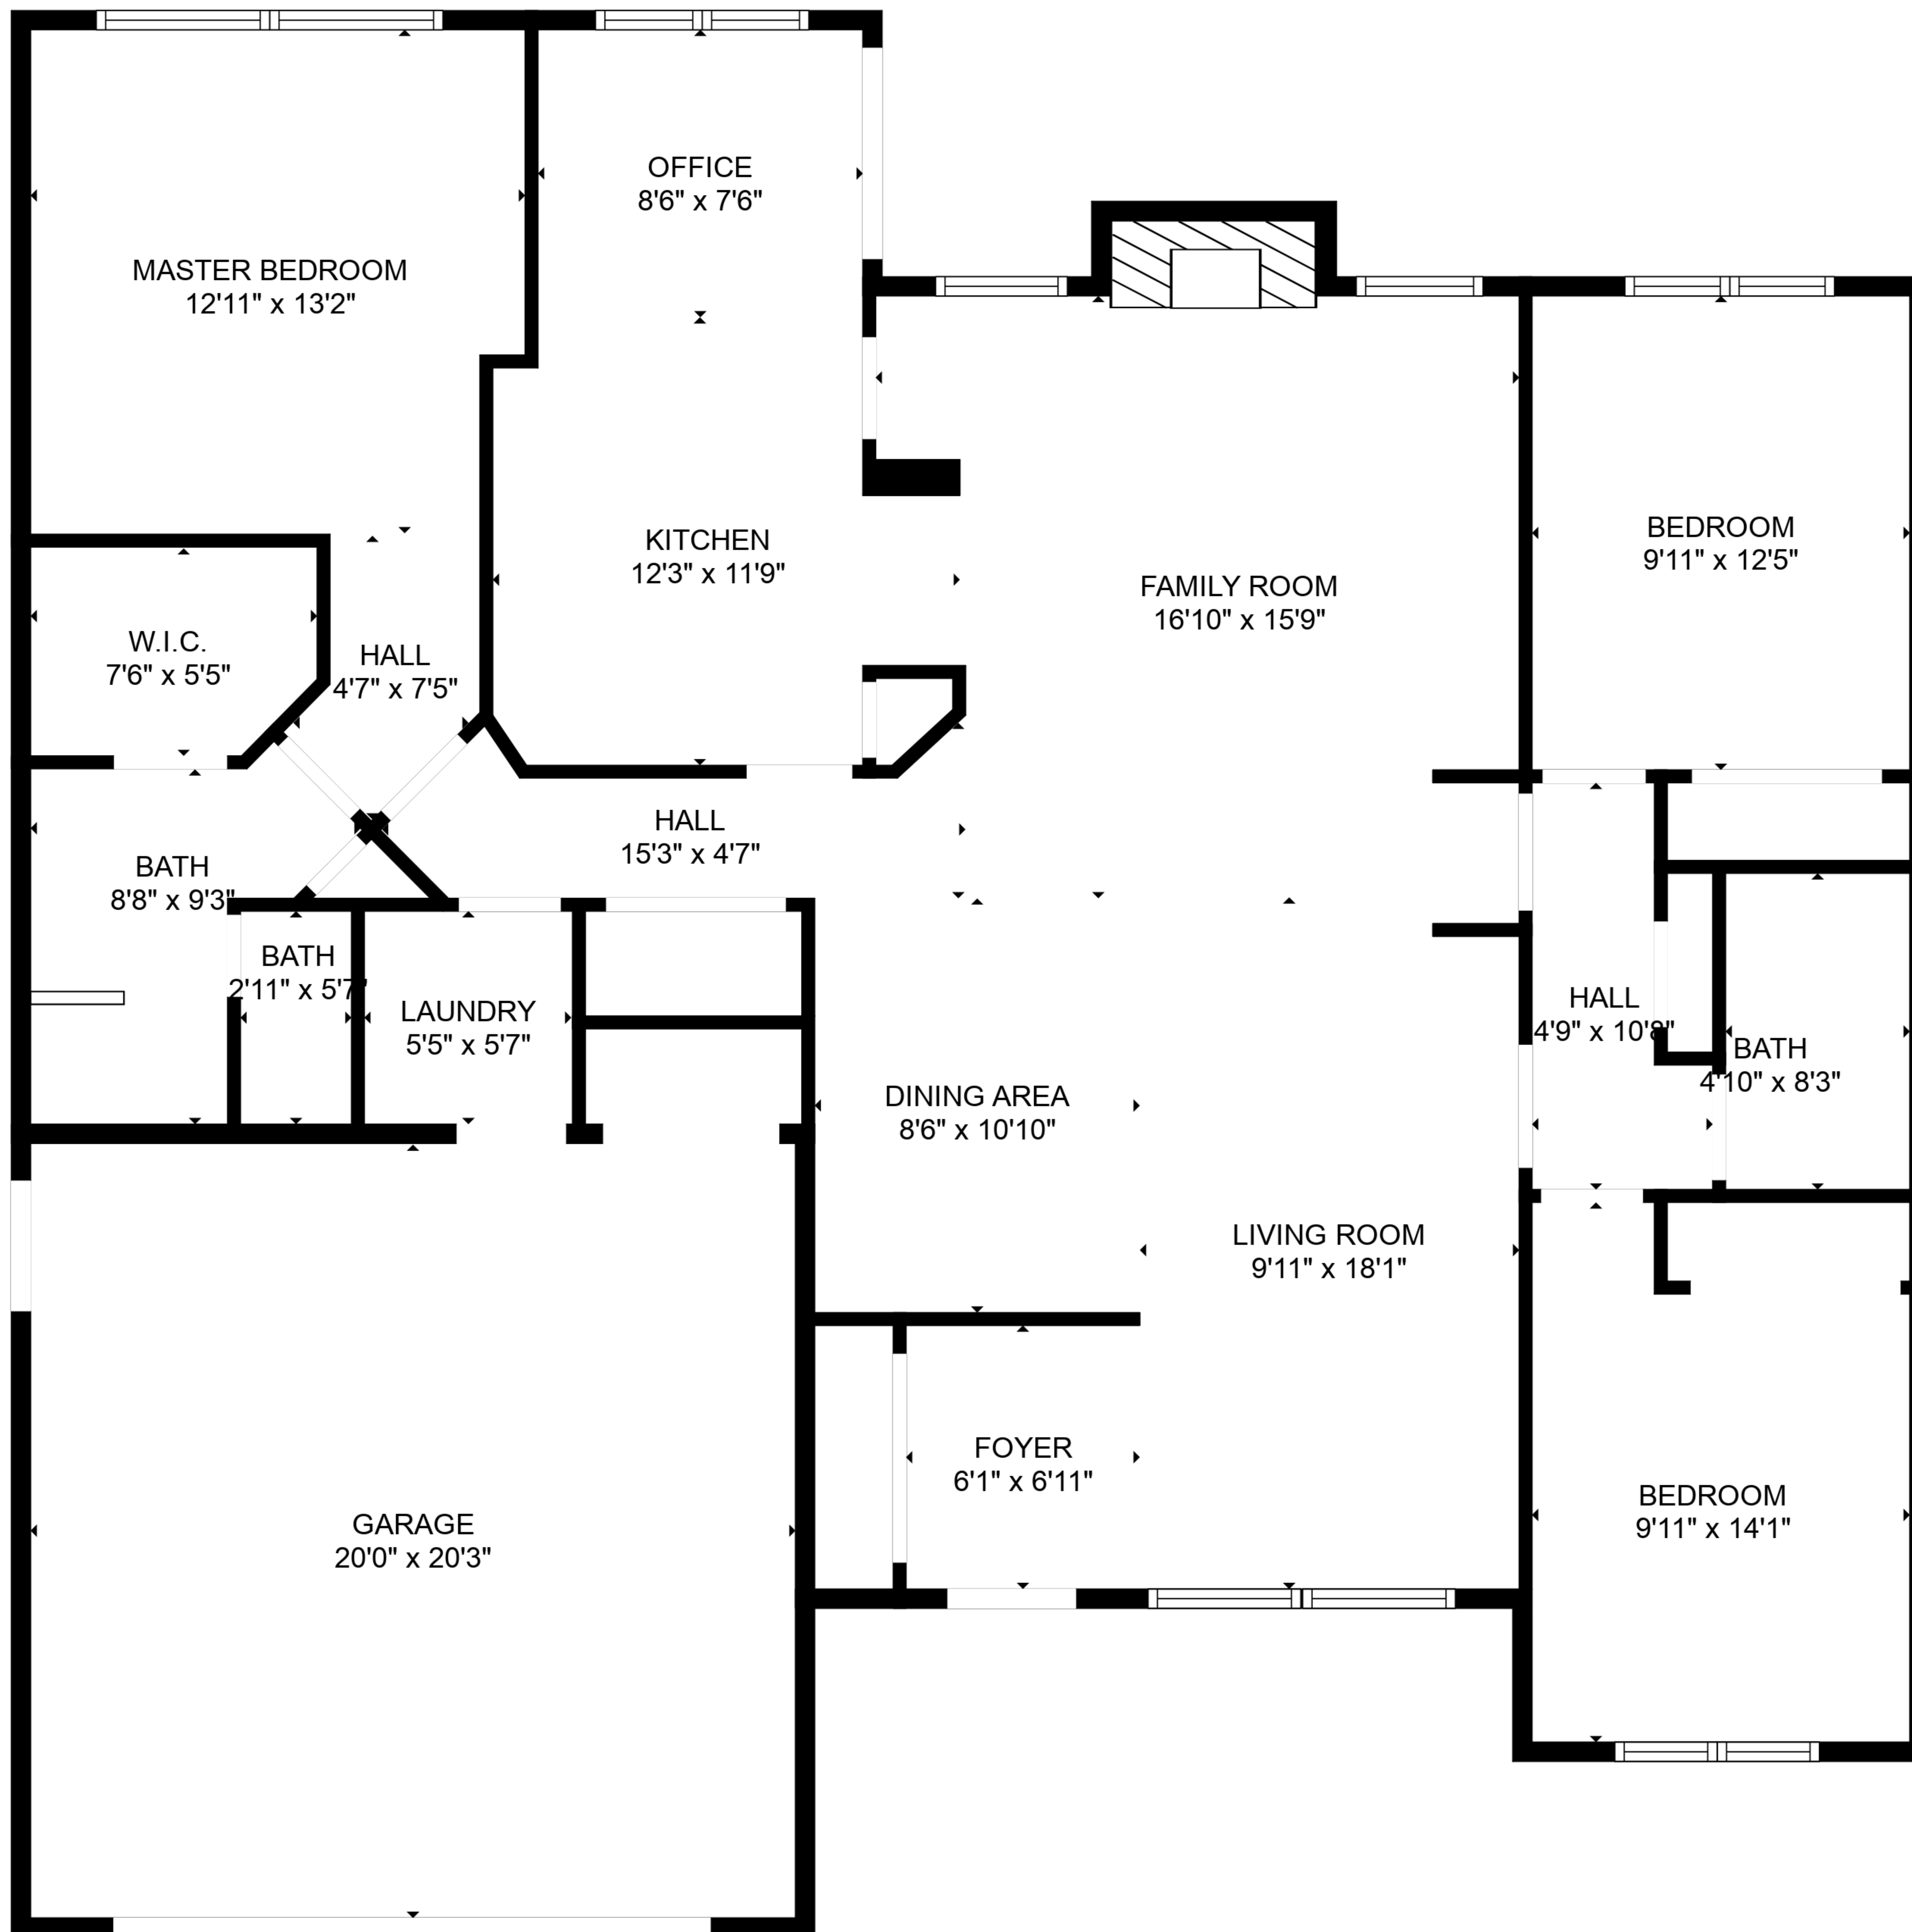 OFFICE
8'6" x 7'6"
MASTER BEDROOM
12'11" x 13'2"
KITCHEN
12'3" x 11'9"
FAMILY ROOM
16'10" x 15'9"
BEDROOM
9'11" x 12'5"
W.I.C.
7'6" x 5'5"
HALL
4'7" x 7'5"
HALL
15'3" x 4'7"
BATH
8'8" x 9'3"
BATH
2'11" x 5'7"
LAUNDRY
5'5" x 5'7"
HALL
4'9" x 10'8"
BATH
4'10" x 8'3"
DINING AREA
8'6" x 10'10"
LIVING ROOM
9'11" x 18'1"
FOYER
6'1" x 6'11"
GARAGE
20'0" x 20'3"
BEDROOM
9'11" x 14'1"